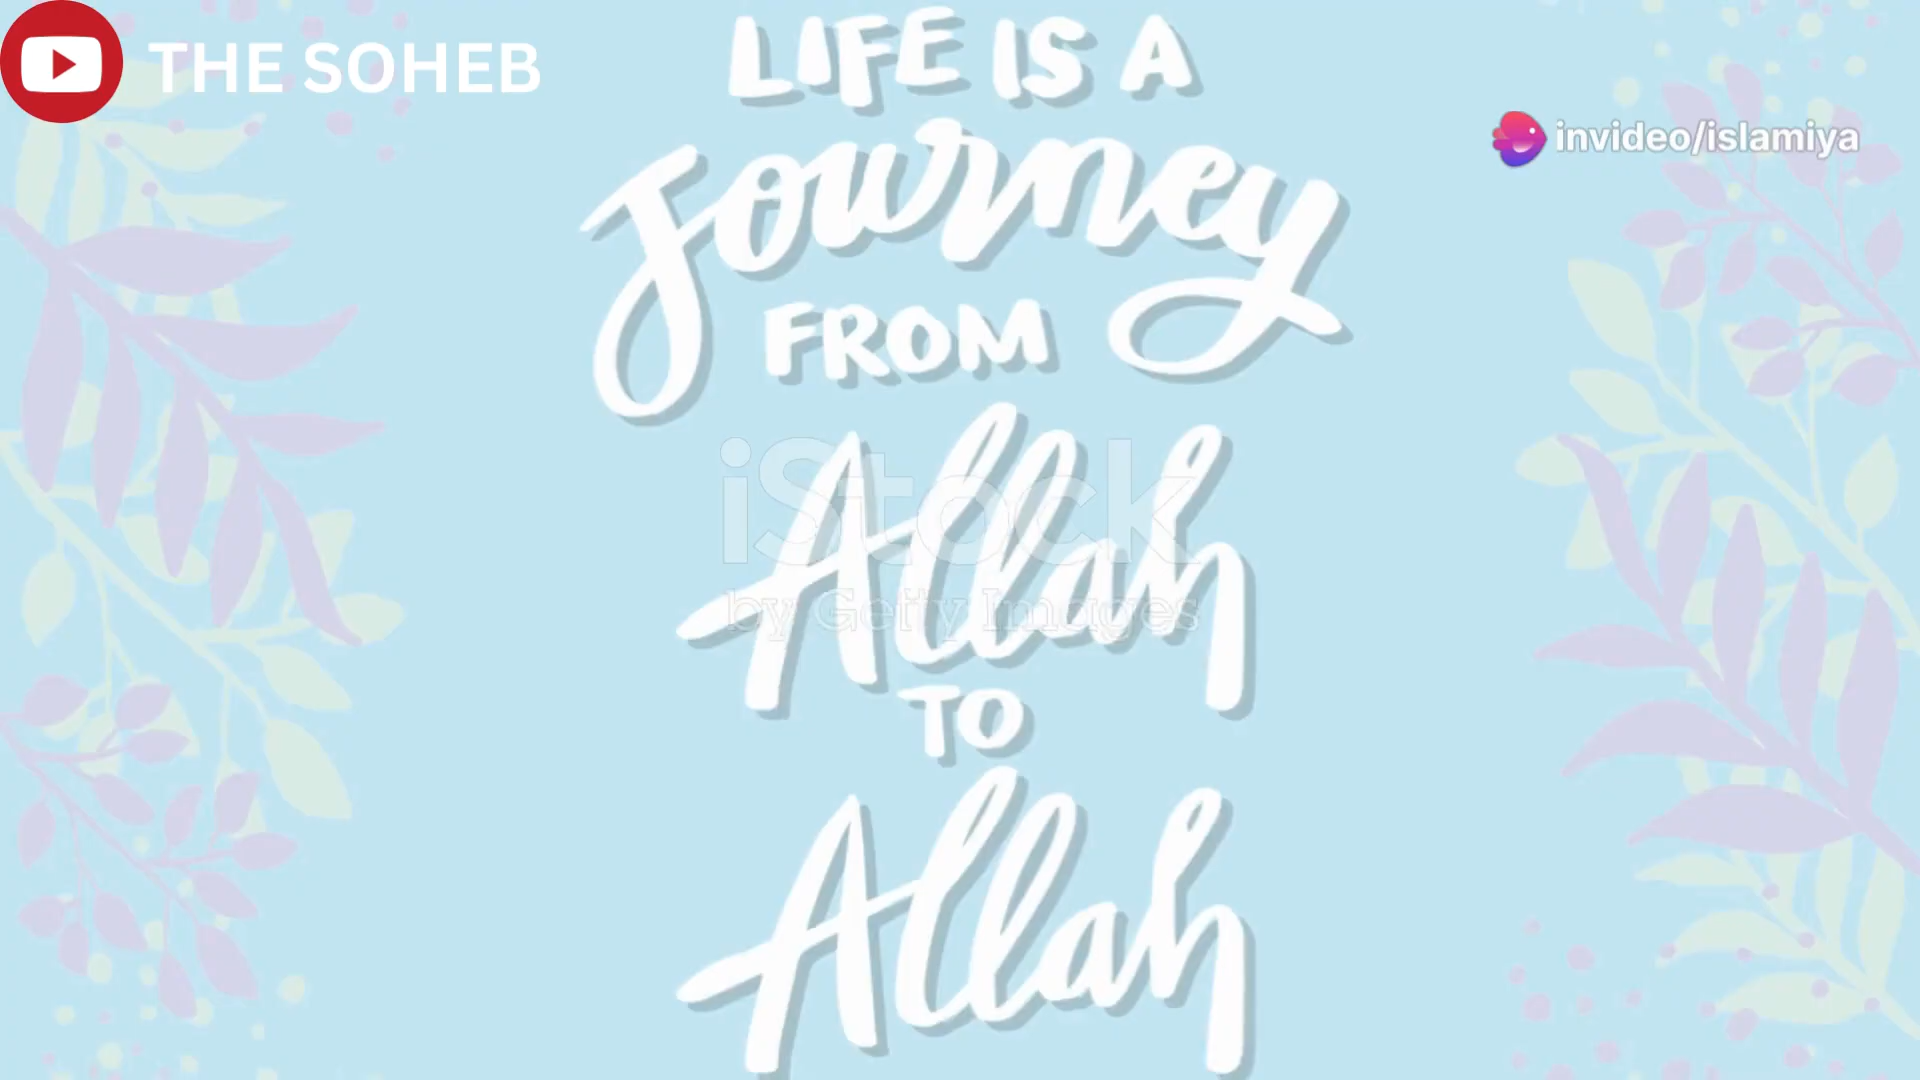 THE SOHEB
invideo/islamiya
LIFE IS A
Journey
FROM
Allah
iStock
by Getty Images
TO
Allah